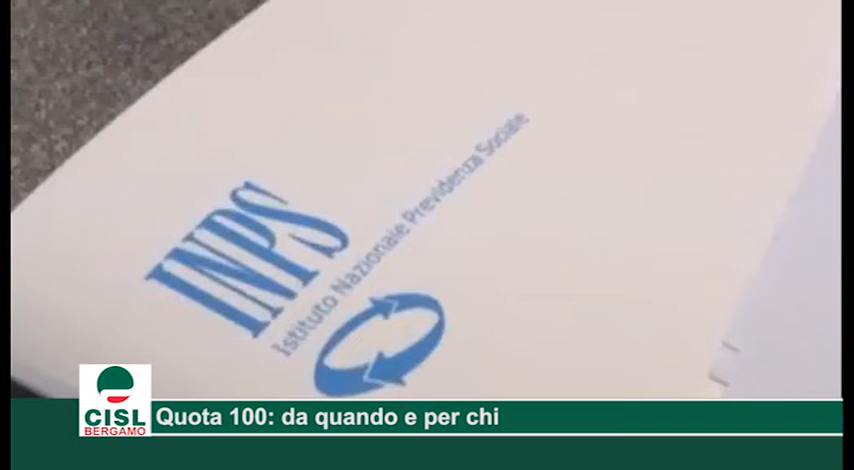 INPS
Istituto Nazionale Previdenza Sociale
CISL
BERGAMO
Quota 100: da quando e per chi